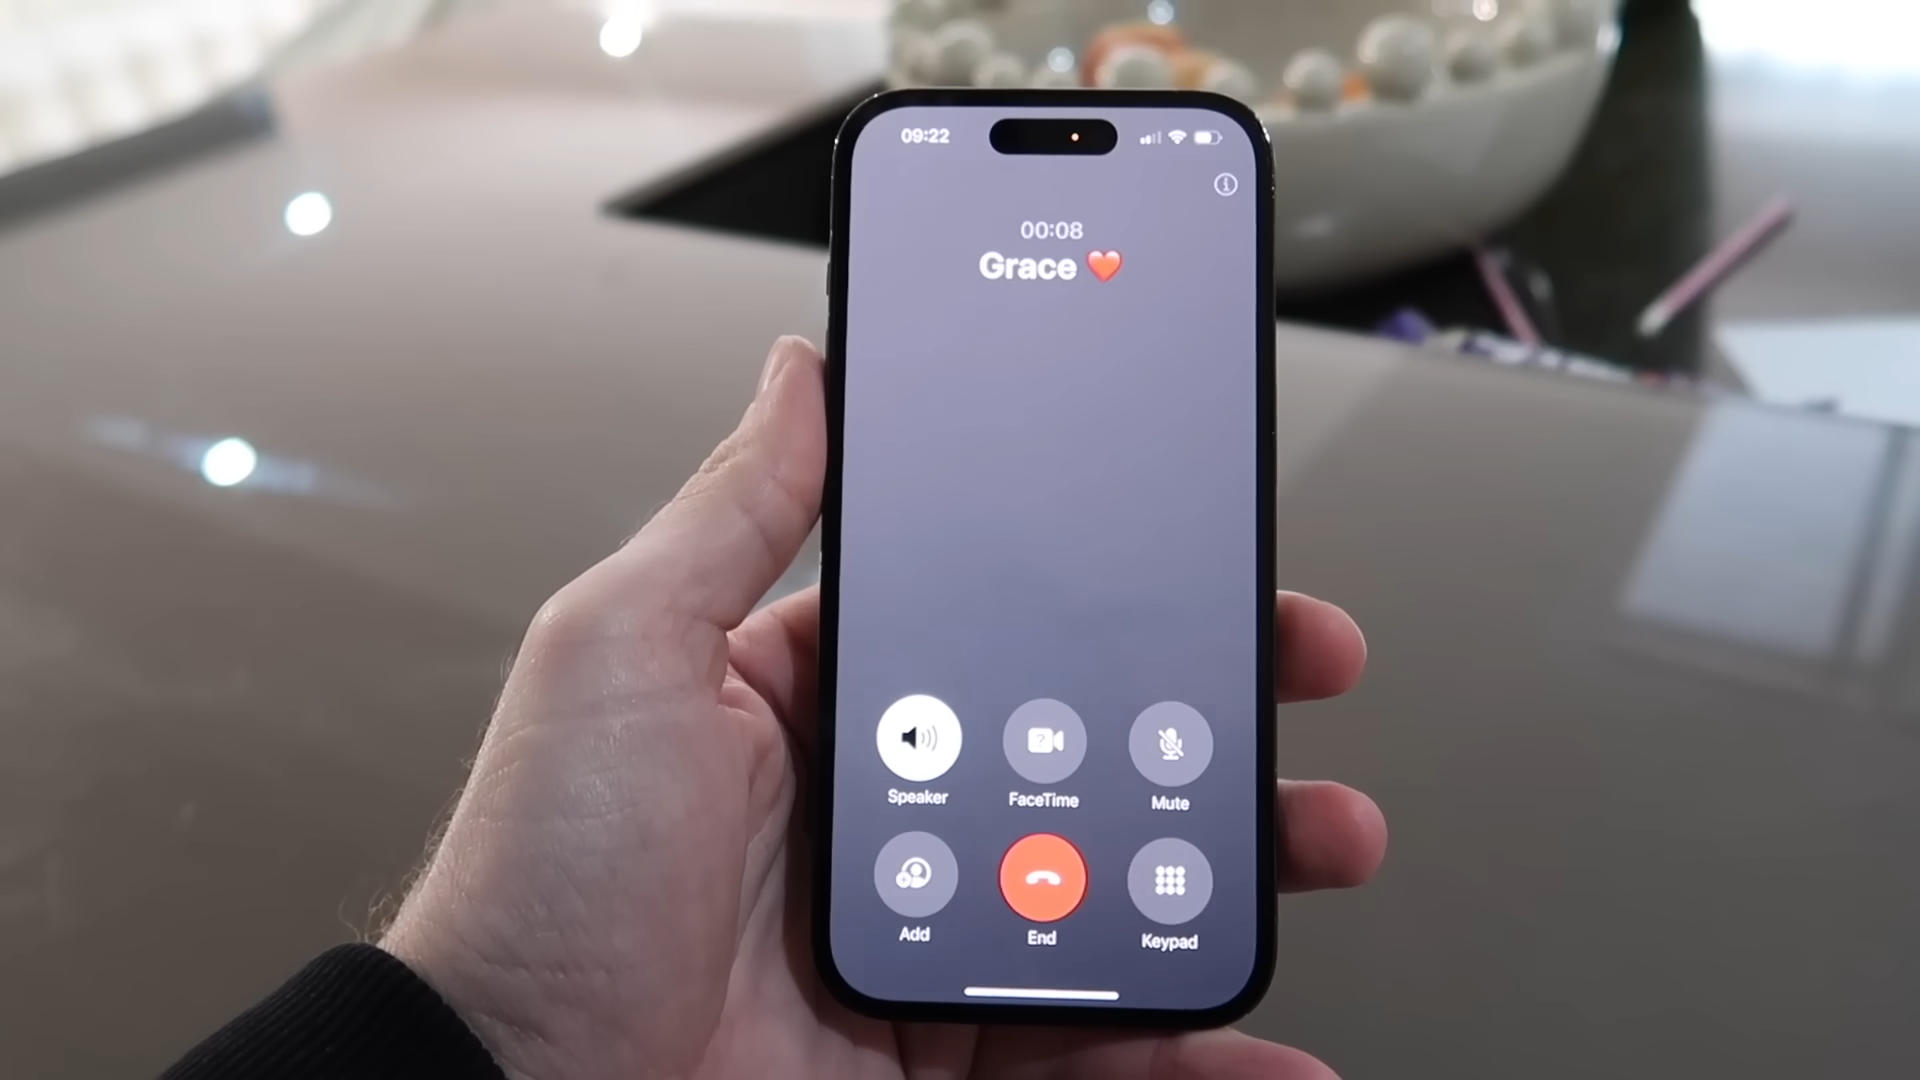 09:22
00:08
Grace ❤️
Speaker
FaceTime
Mute
Add
End
Keypad